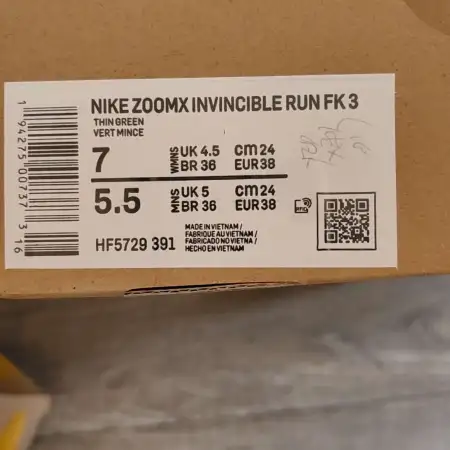 NIKE ZOOMX INVINCIBLE RUN FK 3
THIN GREEN
VERT MINCE
7 WMNS UK 4.5 CM 24
BR 36 EUR 38
5.5 MNS UK 5 CM 24
BR 36 EUR 38
HF5729 391
MADE IN VIETNAM /
FABRIQUE AU VIETNAM /
FABRICADO NO VIETNA /
HECHO EN VIETNAM
1 94275 00737 3 16